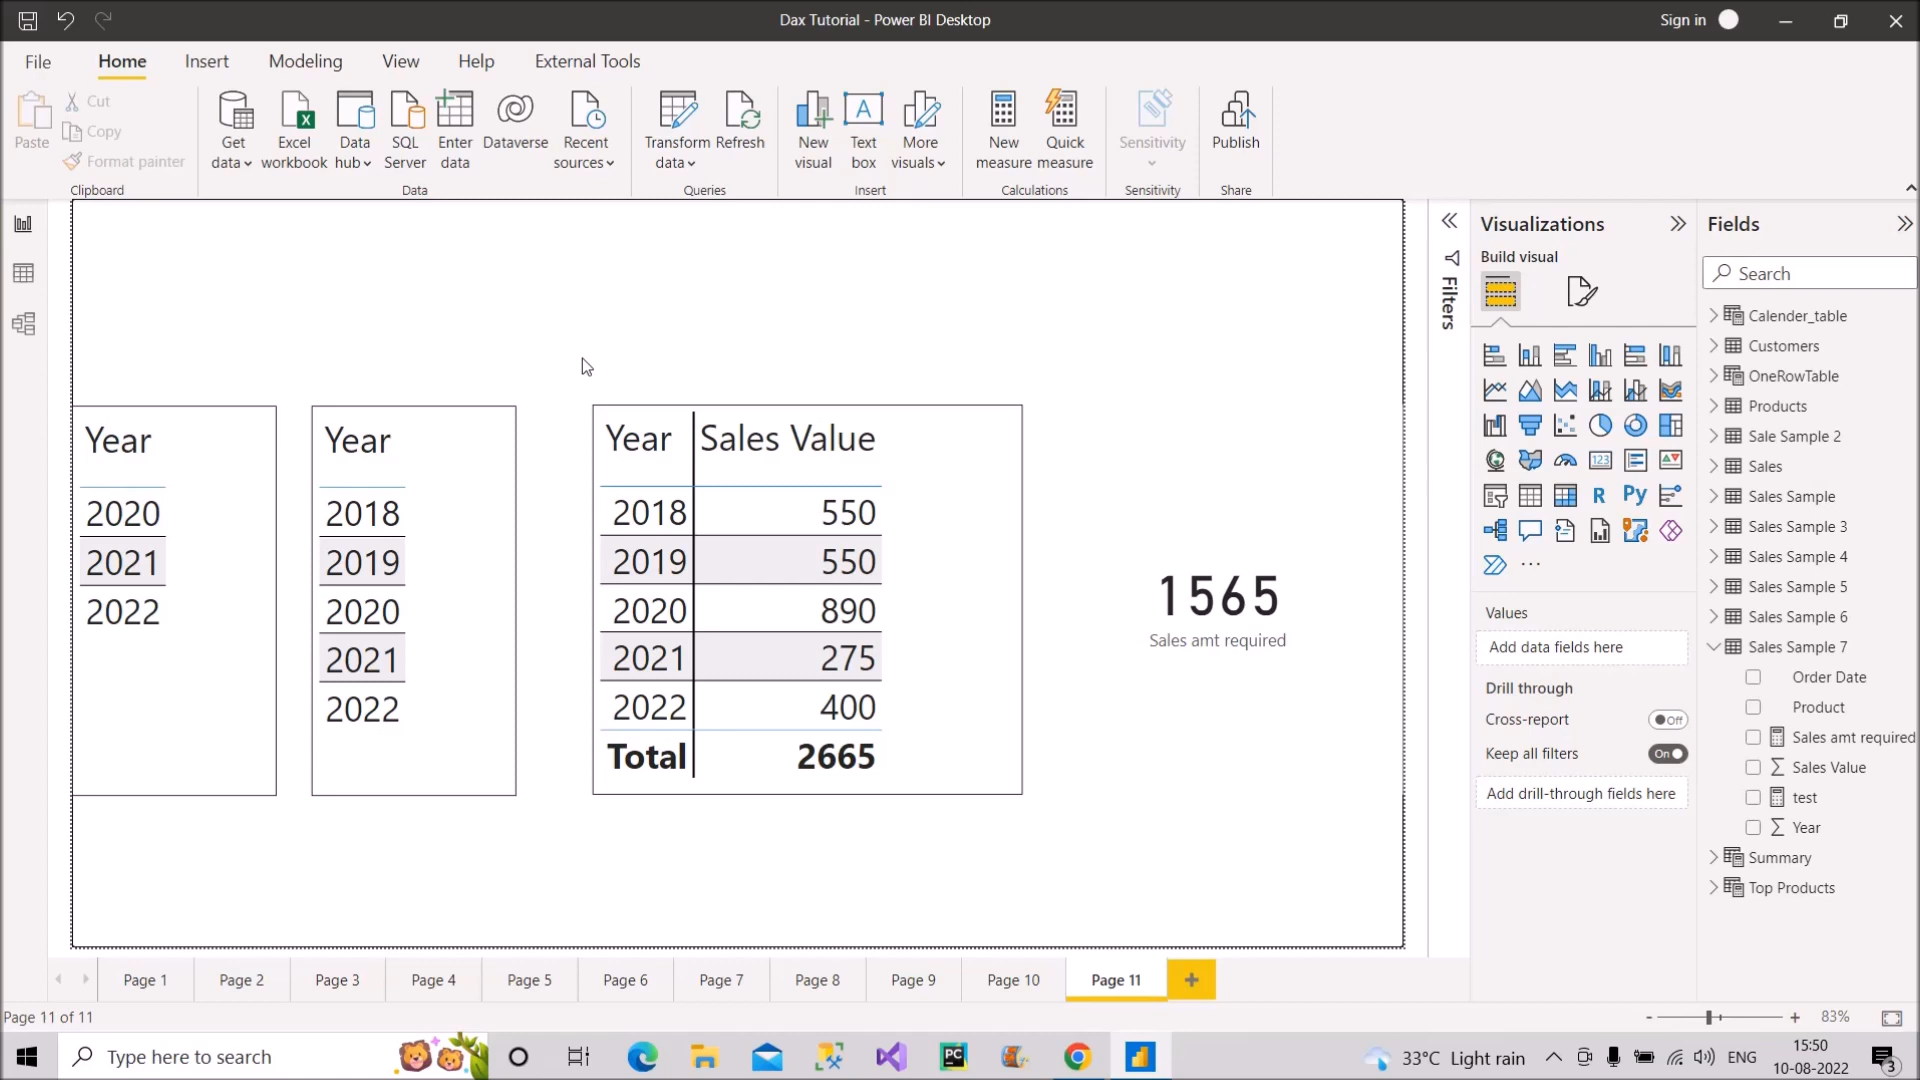 Dax Tutorial - Power BI Desktop
Sign in
File Home Insert Modeling View Help External Tools
Paste
Cut
Copy
Format painter
Clipboard
Get data
Excel workbook
Data hub
SQL Server
Enter data
Dataverse
Recent sources
Data
Transform data
Refresh
Queries
New visual
Text box
More visuals
Insert
New measure
Quick measure
Calculations
Sensitivity
Sensitivity
Publish
Share
Year
2020
2021
2022
Year
2018
2019
2020
2021
2022
Year Sales Value
2018 550
2019 550
2020 890
2021 275
2022 400
Total 2665
1565
Sales amt required
Filters
Visualizations
Build visual
123
R
Py
Values
Add data fields here
Drill through
Cross-report
Off
Keep all filters
On
Add drill-through fields here
Fields
Search
Calender_table
Customers
OneRowTable
Products
Sale Sample 2
Sales
Sales Sample
Sales Sample 3
Sales Sample 4
Sales Sample 5
Sales Sample 6
Sales Sample 7
Order Date
Product
Sales amt required
Sales Value
test
Year
Summary
Top Products
Page 1 Page 2 Page 3 Page 4 Page 5 Page 6 Page 7 Page 8 Page 9 Page 10 Page 11
Page 11 of 11
83%
Type here to search
PC
33°C Light rain
ENG
15:50
10-08-2022
3